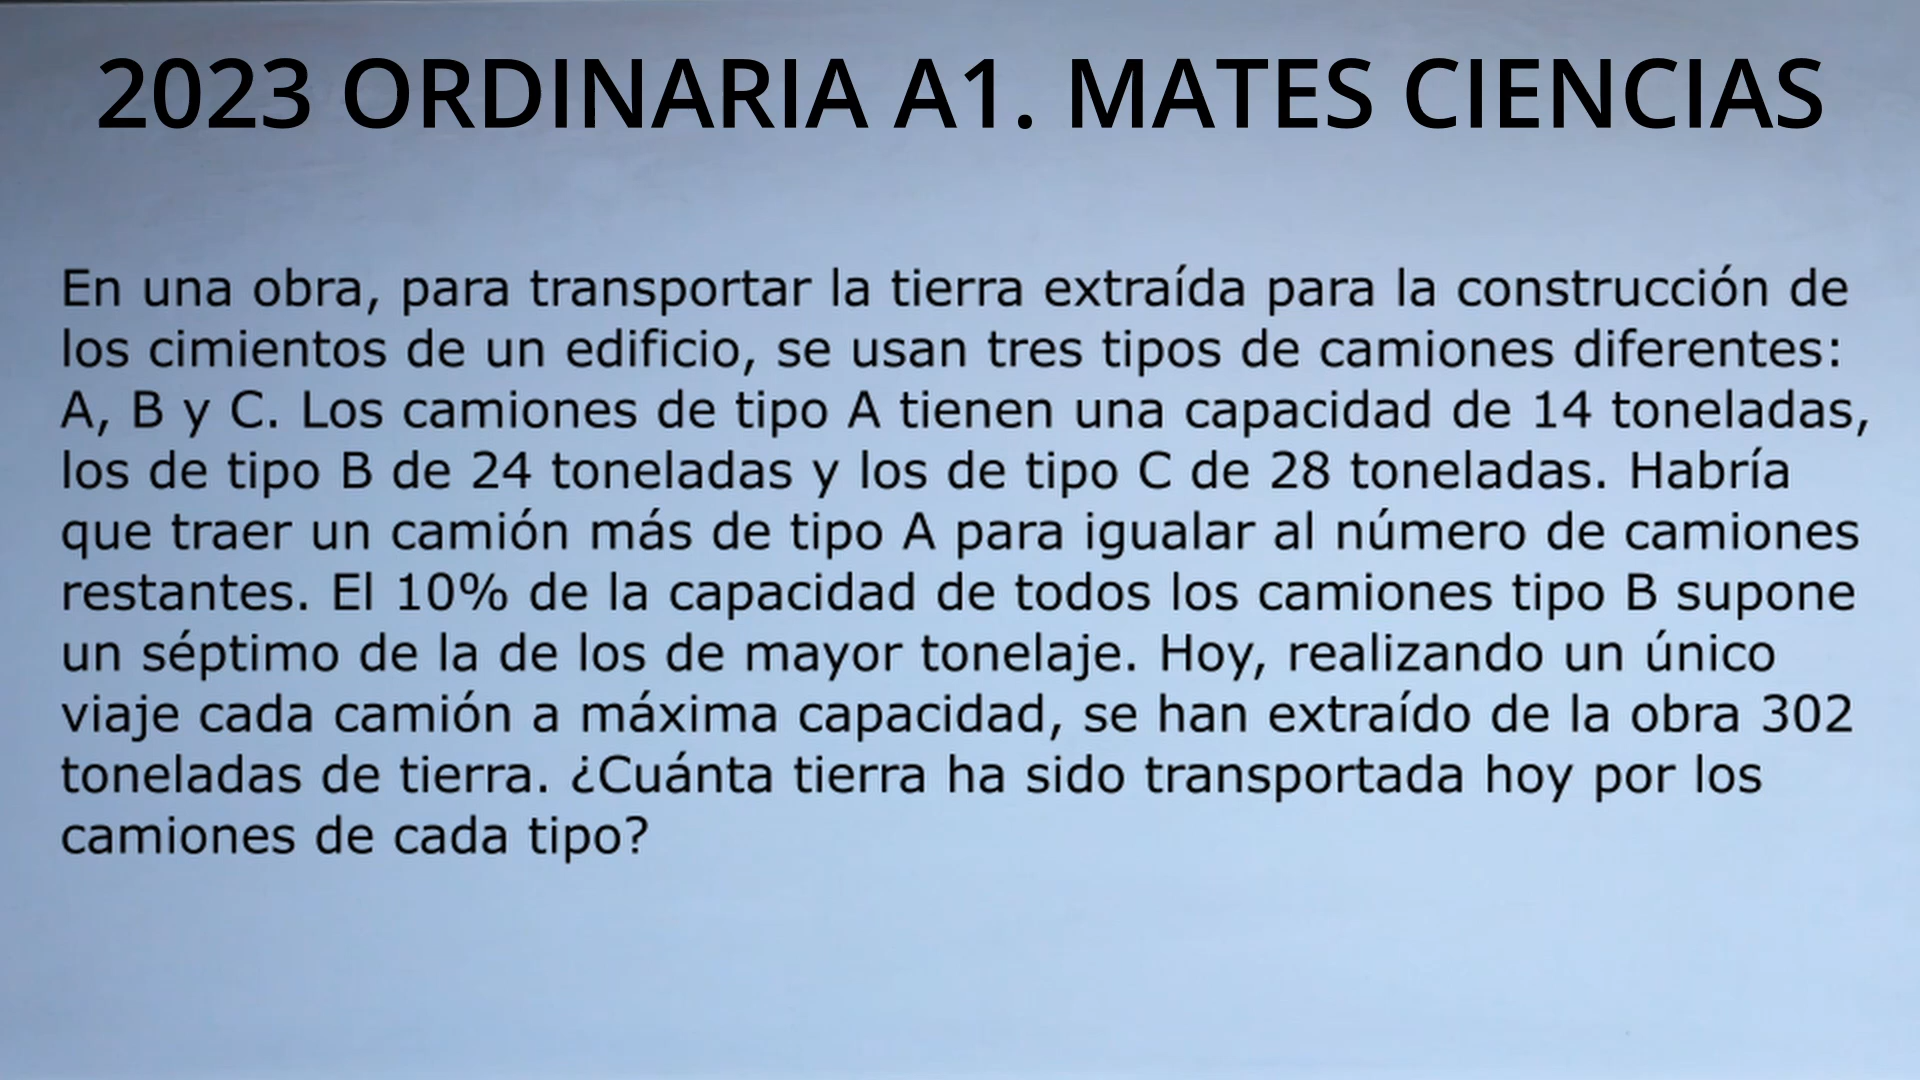 2023 ORDINARIA A1. MATES CIENCIAS
En una obra, para transportar la tierra extraída para la construcción de
los cimientos de un edificio, se usan tres tipos de camiones diferentes:
A, B y C. Los camiones de tipo A tienen una capacidad de 14 toneladas,
los de tipo B de 24 toneladas y los de tipo C de 28 toneladas. Habría
que traer un camión más de tipo A para igualar al número de camiones
restantes. El 10% de la capacidad de todos los camiones tipo B supone
un séptimo de la de los de mayor tonelaje. Hoy, realizando un único
viaje cada camión a máxima capacidad, se han extraído de la obra 302
toneladas de tierra. ¿Cuánta tierra ha sido transportada hoy por los
camiones de cada tipo?